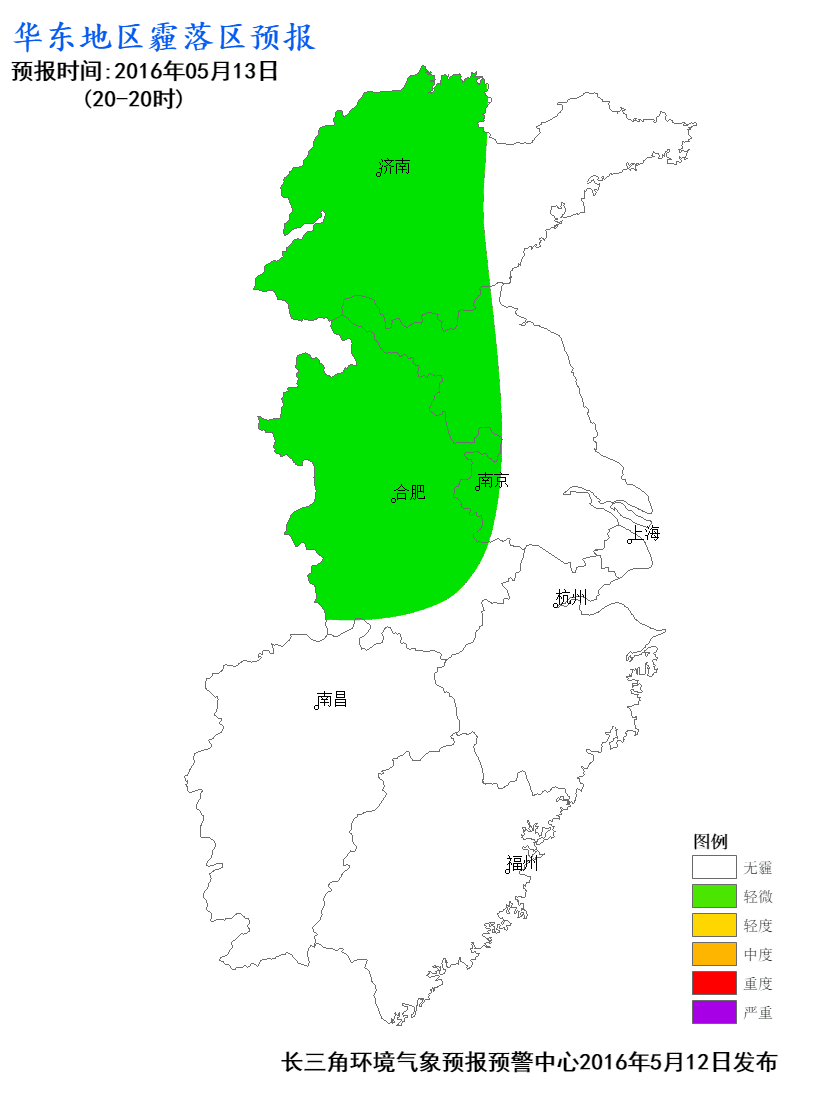 华东地区霾落区预报
预报时间:2016年05月13日
(20-20时)
济南
南京
合肥
上海
杭州
南昌
福州
图例
无霾
轻微
轻度
中度
重度
严重
长三角环境气象预报预警中心2016年5月12日发布